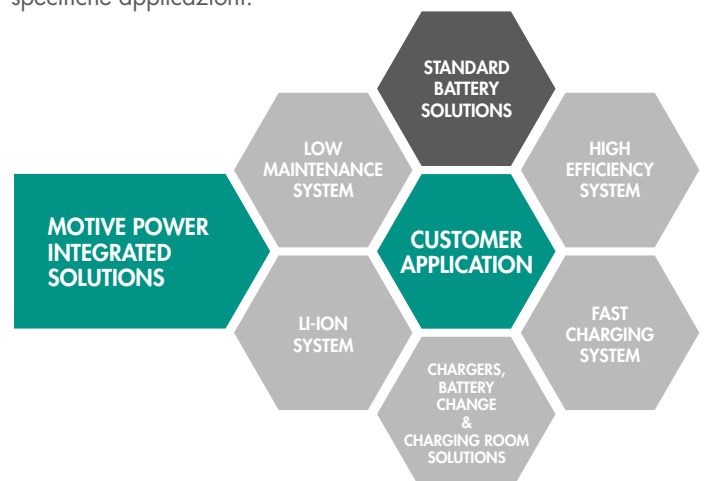 specifiche applicazioni.
STANDARD
BATTERY
SOLUTIONS
LOW
MAINTENANCE
SYSTEM
HIGH
EFFICIENCY
SYSTEM
MOTIVE POWER
INTEGRATED
SOLUTIONS
CUSTOMER
APPLICATION
LI-ION
SYSTEM
FAST
CHARGING
SYSTEM
CHARGERS,
BATTERY
CHANGE
&
CHARGING ROOM
SOLUTIONS